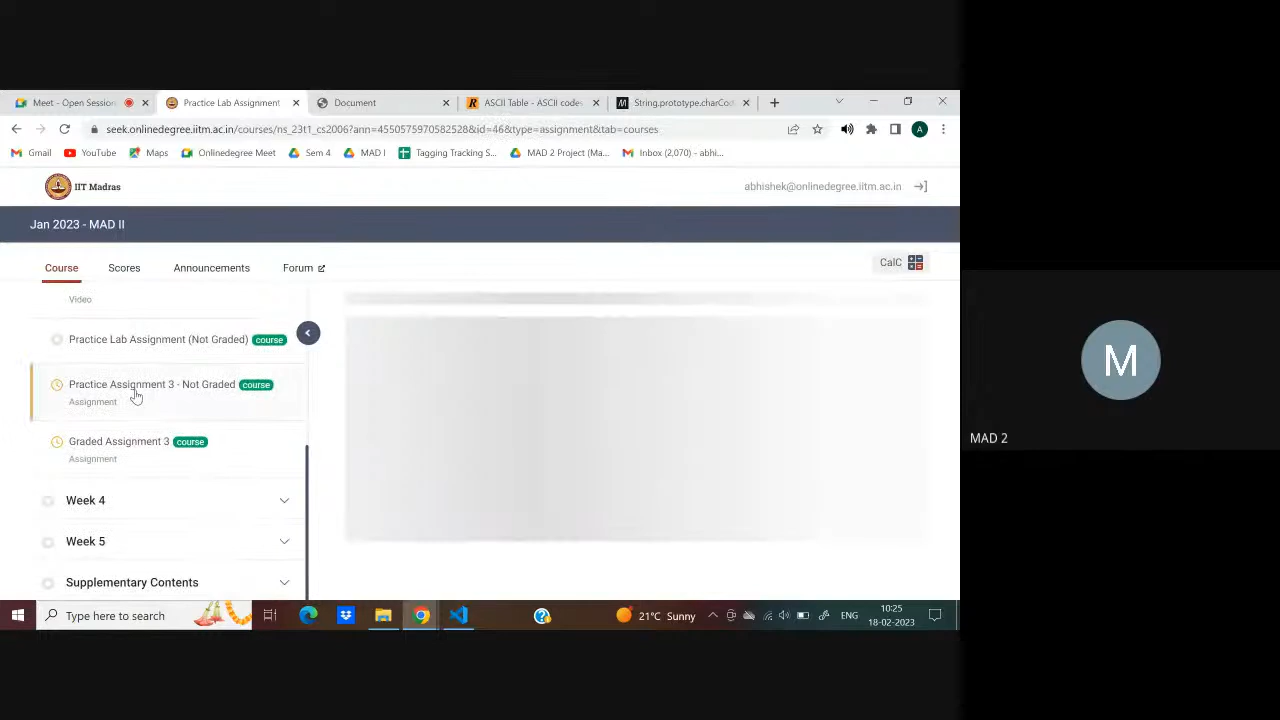 Meet - Open Session
Practice Lab Assignment
Document
ASCII Table - ASCII codes
String.prototype.charCod
seek.onlinedegree.iitm.ac.in/courses/ns_23t1_cs2006?ann=4550575970582528&id=46&type=assignment&tab=courses
Gmail
YouTube
Maps
Onlinedegree Meet
Sem 4
MAD I
Tagging Tracking S...
MAD 2 Project (Ma...
Inbox (2,070) - abhi...
IIT Madras
abhishek@onlinedegree.iitm.ac.in
Jan 2023 - MAD II
Course
Scores
Announcements
Forum
CalC
Video
Practice Lab Assignment (Not Graded) course
Practice Assignment 3 - Not Graded course
Assignment
Graded Assignment 3 course
Assignment
Week 4
Week 5
Supplementary Contents
Type here to search
21°C Sunny
ENG
10:25
18-02-2023
A
M
MAD 2